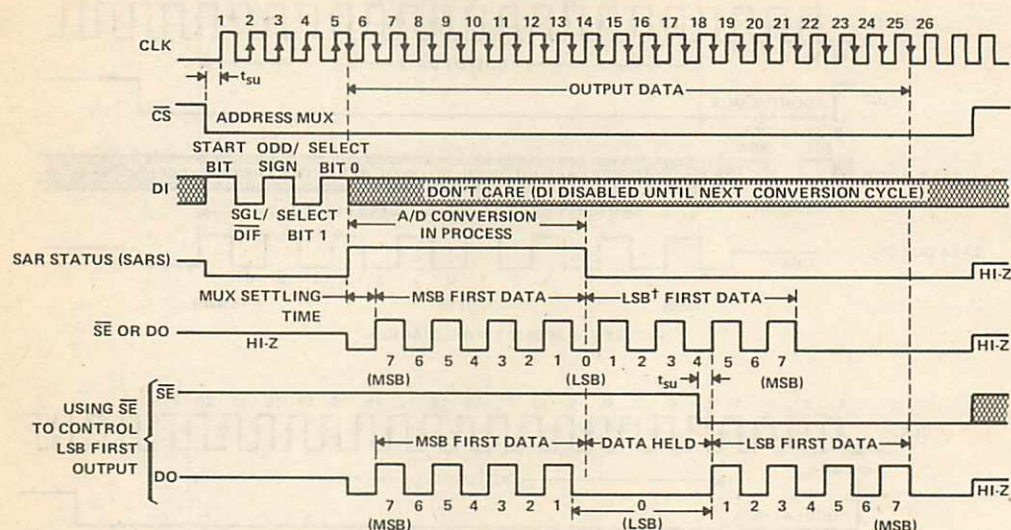 1 2 3 4 5 6 7 8 9 10 11 12 13 14 15 16 17 18 19 20 21 22 23 24 25 26
CLK
tsu
OUTPUT DATA
CS
ADDRESS MUX
START ODD/ SELECT
BIT SIGN BIT 0
DI
DON'T CARE (DI DISABLED UNTIL NEXT CONVERSION CYCLE)
SGL/ SELECT
DIF BIT 1
A/D CONVERSION
IN PROCESS
SAR STATUS (SARS)
HI-Z
MUX SETTLING
TIME
MSB FIRST DATA
LSB† FIRST DATA
SE OR DO
HI-Z
HI-Z
7 6 5 4 3 2 1 0 1 2 3 4 5 6 7
(MSB) (LSB) tsu (MSB)
SE
USING SE
TO CONTROL
LSB FIRST
OUTPUT
MSB FIRST DATA
DATA HELD
LSB FIRST DATA
DO
HI-Z
7 6 5 4 3 2 1 0 1 2 3 4 5 6 7
(MSB) (LSB) (MSB)